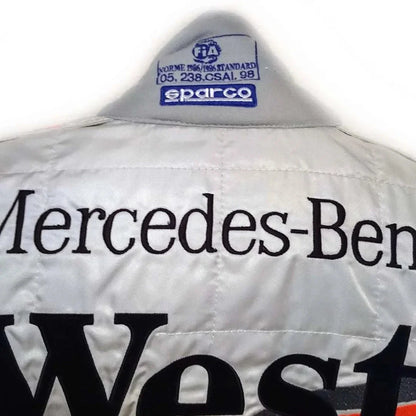 FiA
NORME 1986/1986 STANDARD
05. 238.CSAI. 98
sparco
Mercedes-Ben
West